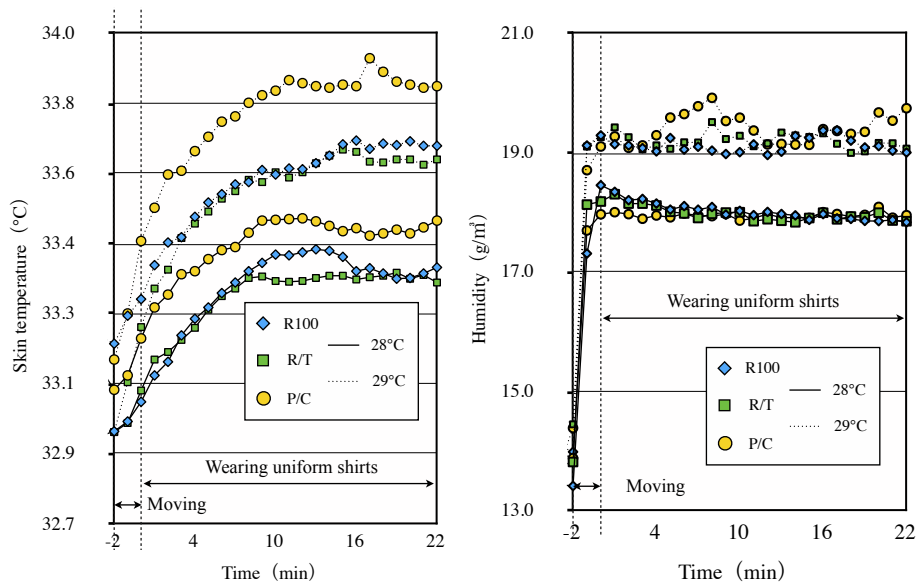 34.0
33.8
33.6
33.4
33.3
33.1
32.9
32.7
Skin temperature (°C)
R100
R/T
P/C
28°C
29°C
Wearing uniform shirts
Moving
-2
4
10
16
22
Time (min)
21.0
19.0
17.0
15.0
13.0
Humidity (g/m³)
Wearing uniform shirts
R100
R/T
P/C
28°C
29°C
Moving
-2
4
10
16
22
Time (min)